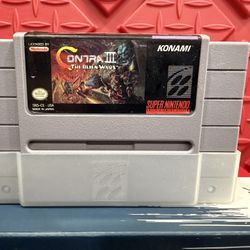 LICENSED BY
Nintendo
CONTRA III
THE ALIEN WARS
KONAMI
SNS-CS-USA
MADE IN JAPAN
SUPER NINTENDO
ENTERTAINMENT SYSTEM